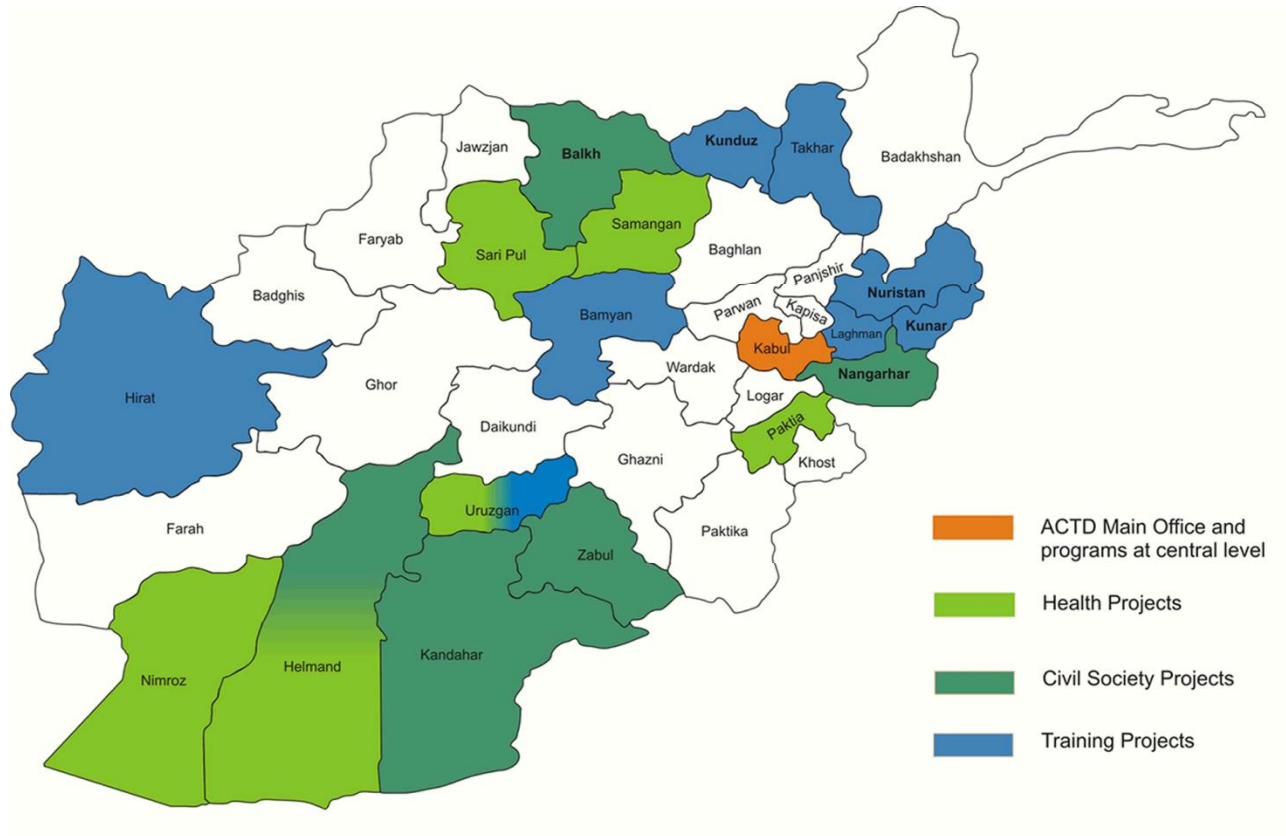 Jawzjan
Balkh
Kunduz
Takhar
Badakhshan
Faryab
Sari Pul
Samangan
Baghlan
Panjshir
Badghis
Bamyan
Parwan
Kapisa
Nuristan
Laghman
Kunar
Kabul
Nangarhar
Hirat
Ghor
Wardak
Logar
Daikundi
Paktia
Ghazni
Khost
Uruzgan
Farah
Zabul
Paktika
Kandahar
Helmand
Nimroz
ACTD Main Office and
programs at central level
Health Projects
Civil Society Projects
Training Projects